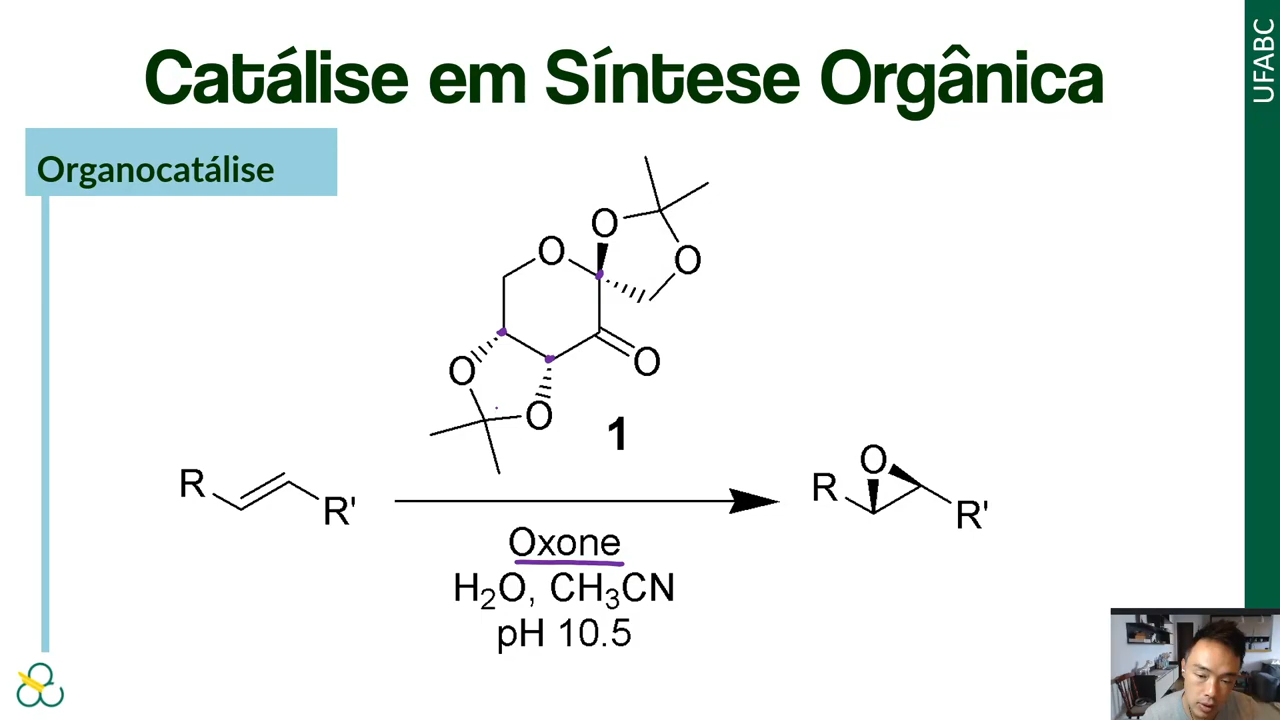 Catálise em Síntese Orgânica
UFABC
Organocatálise
O
O
O
O
O
O
1
R
R'
Oxone
H₂O, CH₃CN
pH 10.5
O
R
R'